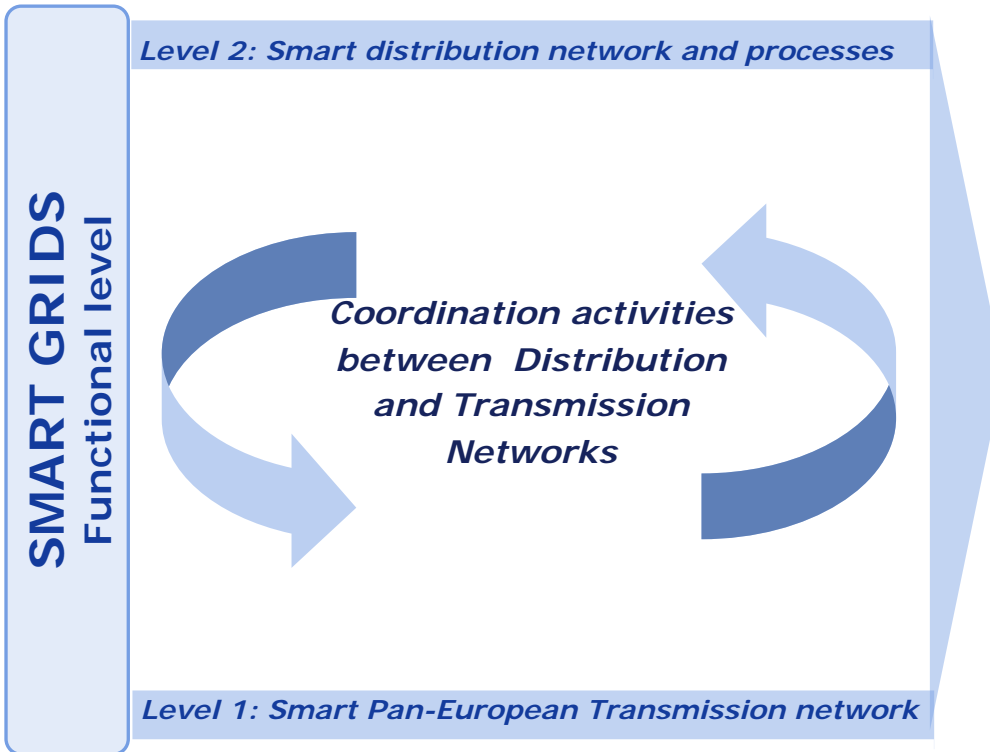 SMART GRIDS
Functional level
Level 2: Smart distribution network and processes
Coordination activities
between Distribution
and Transmission
Networks
Level 1: Smart Pan-European Transmission network